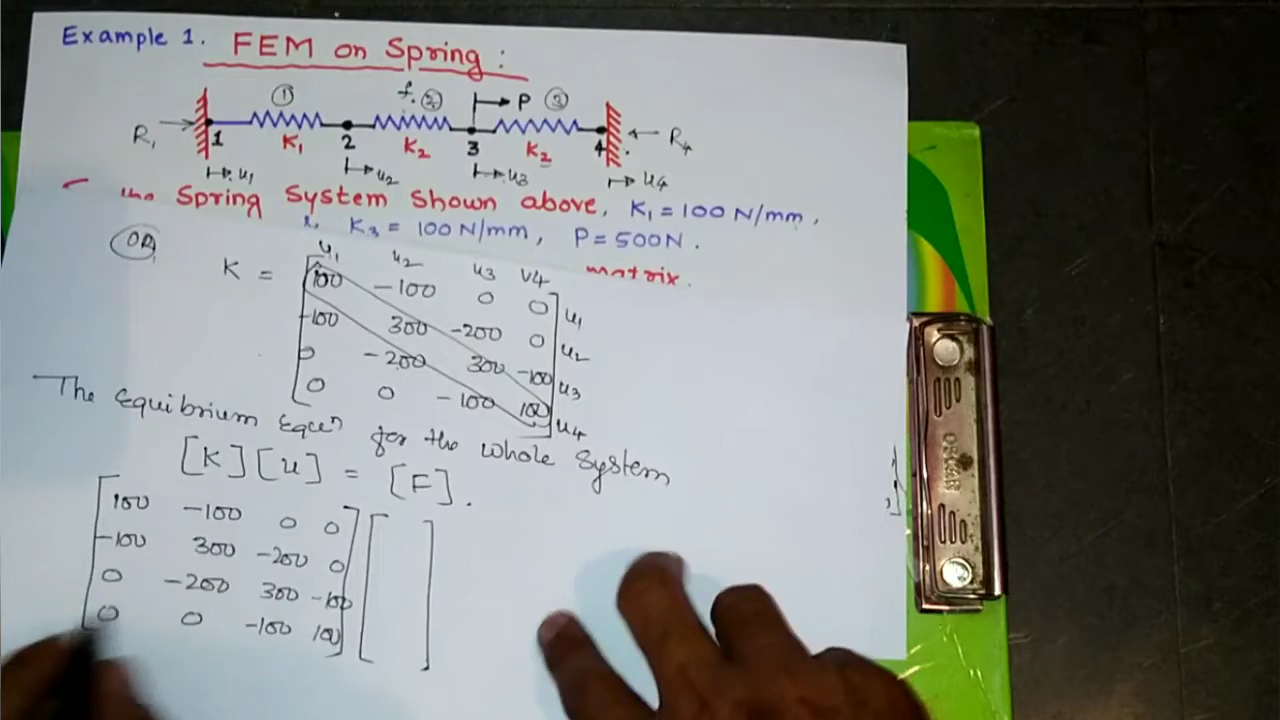 Example 1. FEM on Spring :
① f. ② P ③
R₁ 1 K₁ 2 K₂ 3 K₂ 4 R₄
u₁ u₂ u₃ u₄
the Spring System Shown above, K₁ = 100 N/mm,
K₃ = 100 N/mm, P = 500N.
matrix.
OR
u₁ u₂ u₃ v4
K = [100 -100 0 0] u₁
[-100 300 -200 0] u₂
[0 -200 300 -100] u₃
[0 0 -100 100] u₄
The Equibrium Equn for the whole System
[K][u] = [F].
[100 -100 0 0]
[-100 300 -200 0]
[0 -200 300 -100]
[0 0 -100 100]